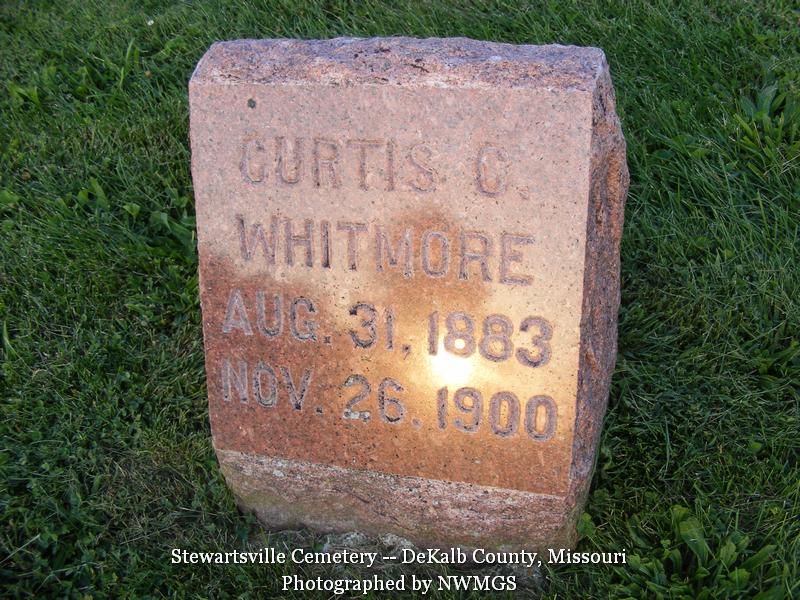 CURTIS C.
WHITMORE
AUG. 31, 1883
NOV. 26, 1900
Stewartsville Cemetery -- DeKalb County, Missouri
Photographed by NWMGS